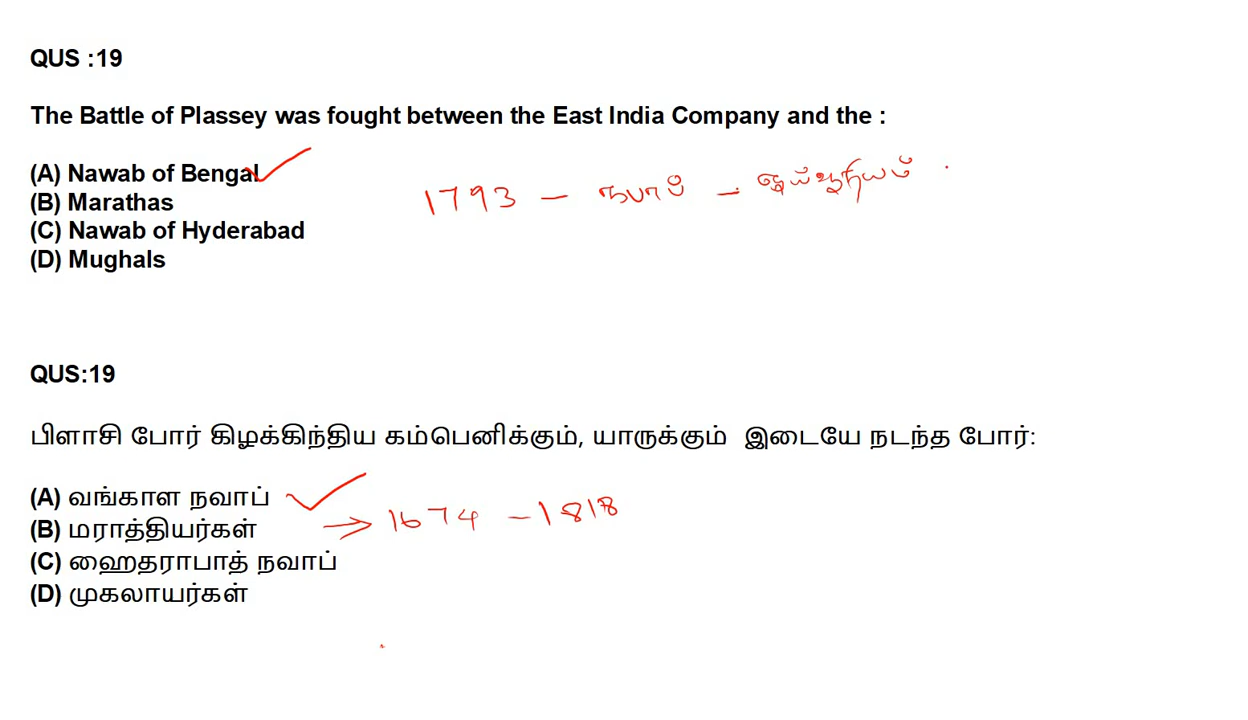 QUS :19
The Battle of Plassey was fought between the East India Company and the :
(A) Nawab of Bengal
(B) Marathas
(C) Nawab of Hyderabad
(D) Mughals
1793 – நபாப் –
QUS:19
பிளாசி போர் கிழக்கிந்திய கம்பெனிக்கும், யாருக்கும் இடையே நடந்த போர்:
(A) வங்காள நவாப்
(B) மராத்தியர்கள் → 1674 – 1818
(C) ஹைதராபாத் நவாப்
(D) முகலாயர்கள்